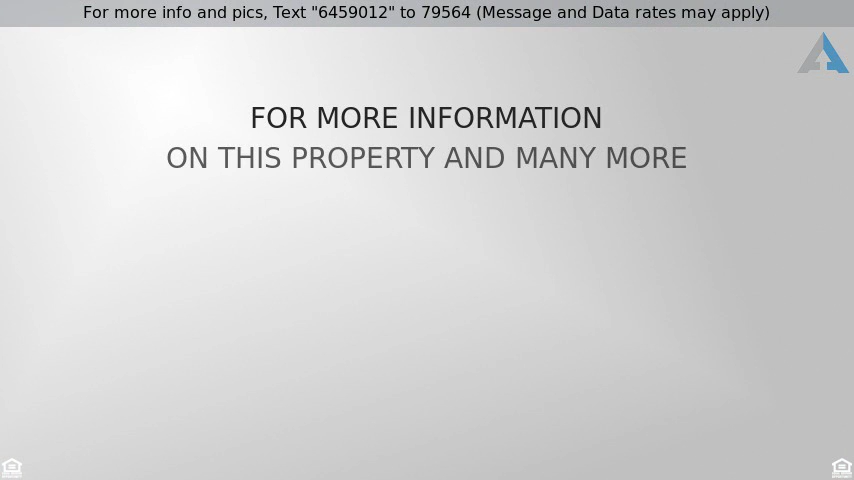 For more info and pics, Text "6459012" to 79564 (Message and Data rates may apply)
FOR MORE INFORMATION
ON THIS PROPERTY AND MANY MORE